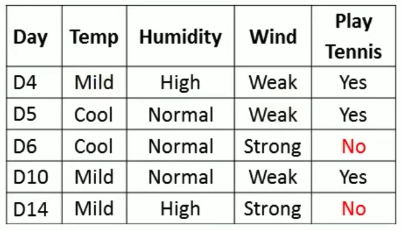 Day Temp Humidity Wind Play Tennis
D4 Mild High Weak Yes
D5 Cool Normal Weak Yes
D6 Cool Normal Strong No
D10 Mild Normal Weak Yes
D14 Mild High Strong No